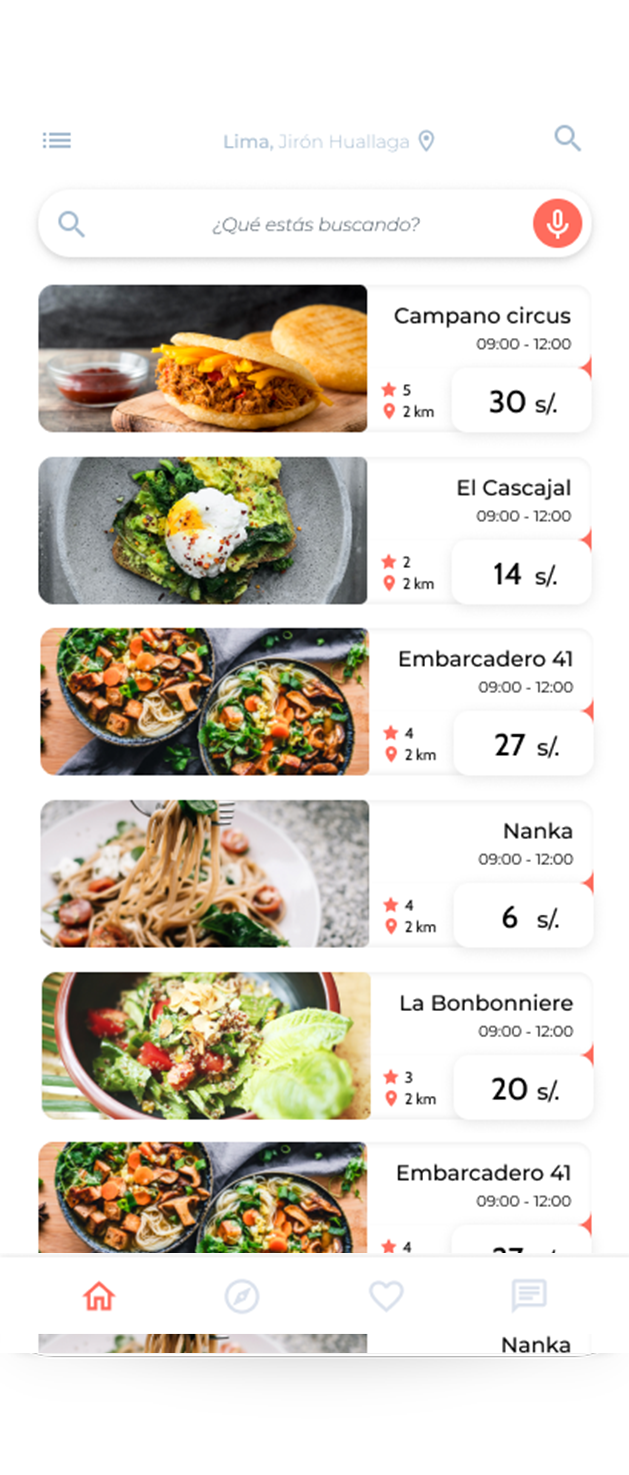 Lima, Jirón Huallaga
¿Qué estás buscando?
Campano circus
09:00 - 12:00
5
2 km
30 s/.
El Cascajal
09:00 - 12:00
2
2 km
14 s/.
Embarcadero 41
09:00 - 12:00
4
2 km
27 s/.
Nanka
09:00 - 12:00
4
2 km
6 s/.
La Bonbonniere
09:00 - 12:00
3
2 km
20 s/.
Embarcadero 41
09:00 - 12:00
4
Nanka